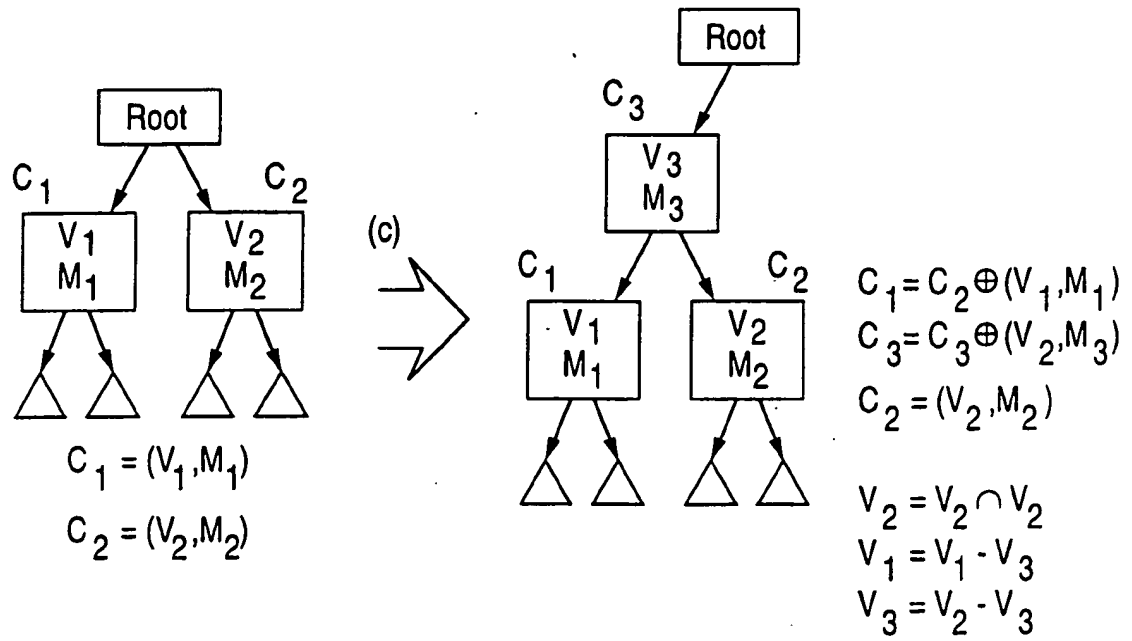 Root
C1
C2
V1
M1
V2
M2
C1 = (V1,M1)
C2 = (V2,M2)
(c)
Root
C3
V3
M3
C1
C2
V1
M1
V2
M2
C1 = C2 ⊕ (V1,M1)
C3 = C3 ⊕ (V2,M3)
C2 = (V2,M2)
V2 = V2 ∩ V2
V1 = V1 - V3
V3 = V2 - V3